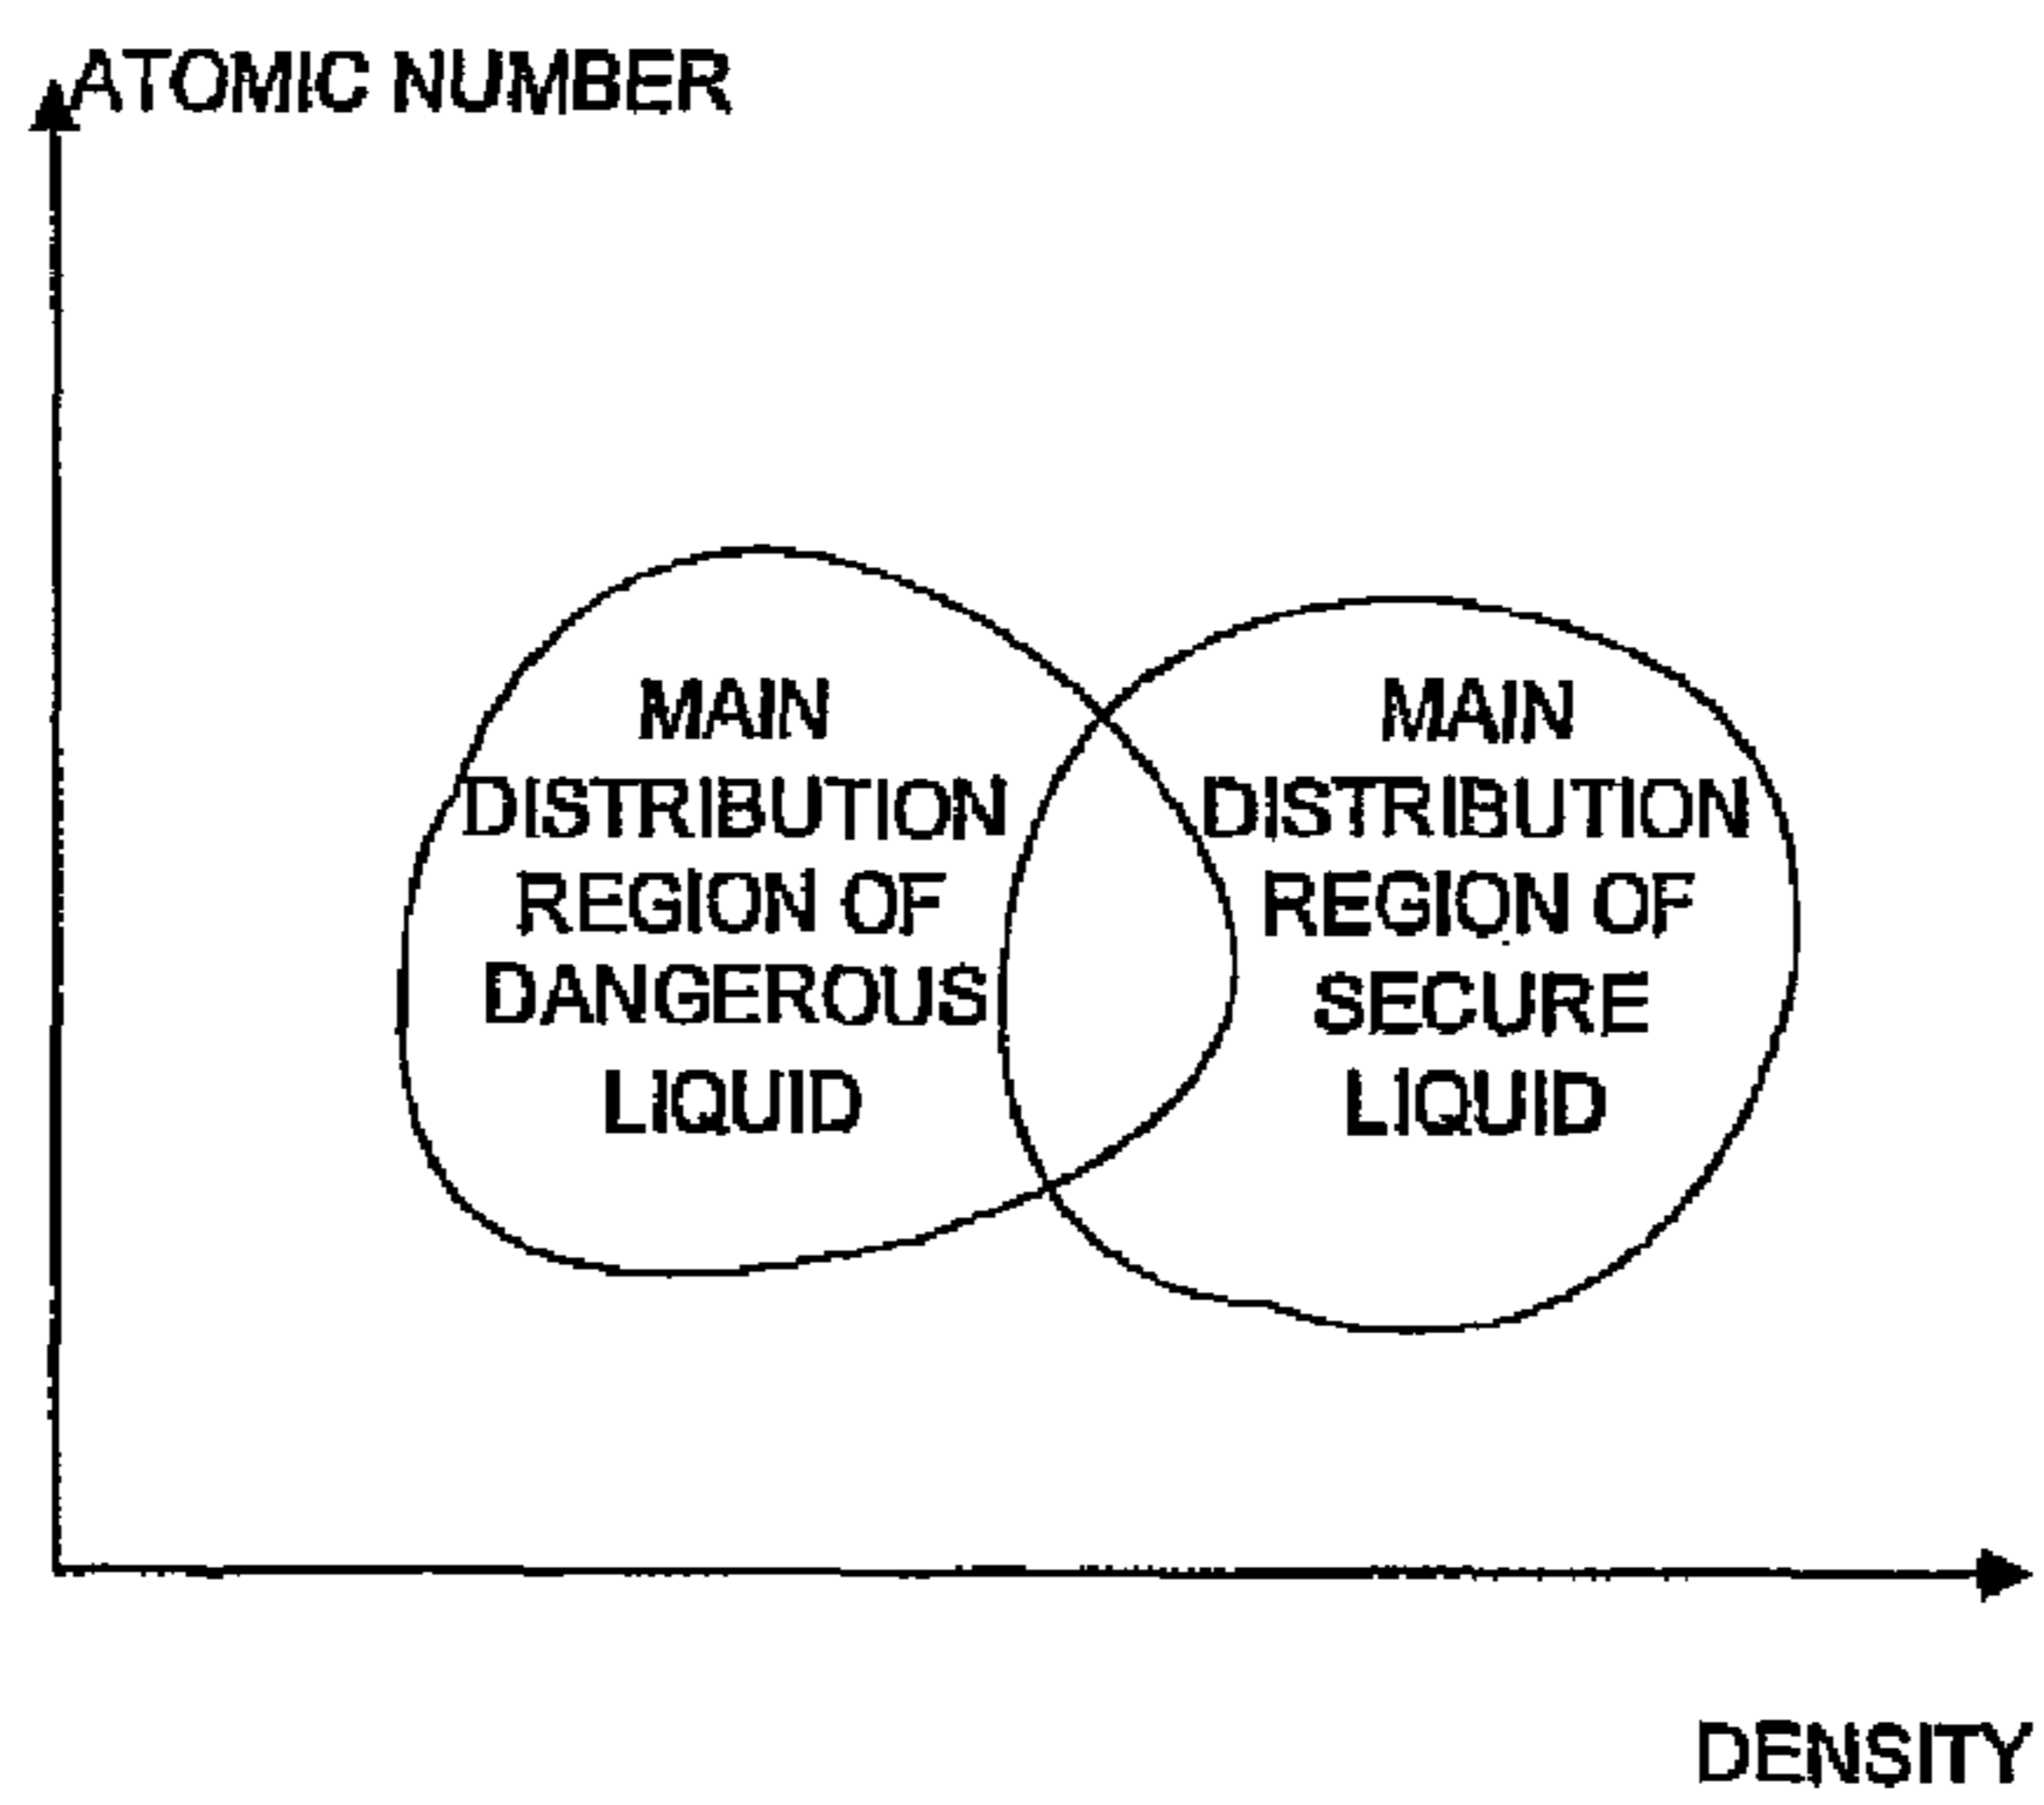 ATOMIC NUMBER
MAIN
DISTRIBUTION
REGION OF
DANGEROUS
LIQUID
MAIN
DISTRIBUTION
REGION OF
SECURE
LIQUID
DENSITY